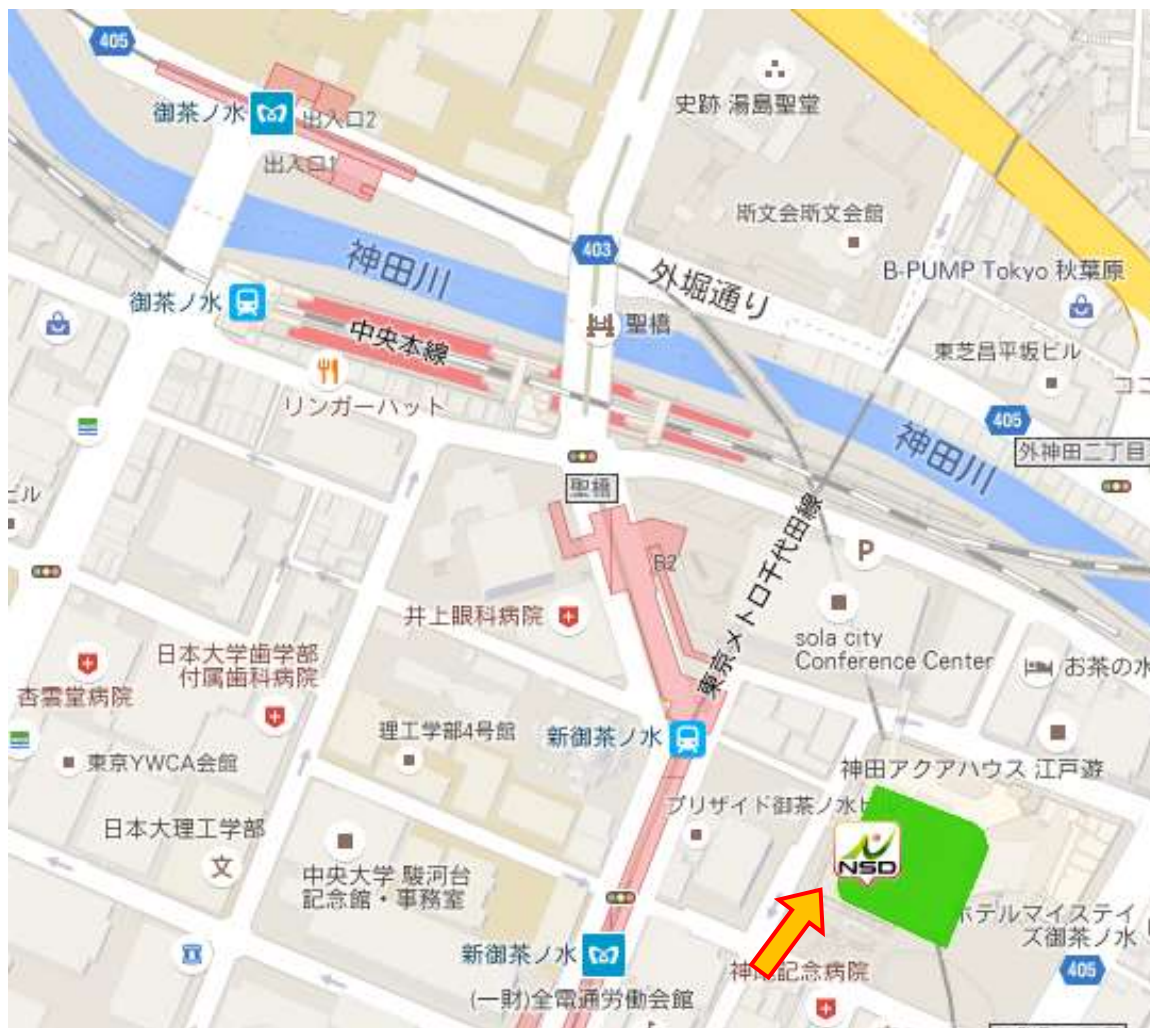 405
御茶ノ水
出入口2
出入口1
史跡 湯島聖堂
斯文会斯文会館
403
神田川
外堀通り
B-PUMP Tokyo 秋葉原
御茶ノ水
聖橋
中央本線
東芝昌平坂ビル
ココ
リンガーハット
405
神田川
外神田二丁目
聖橋
ビル
東京メトロ千代田線
P
B2
井上眼科病院
sola city
Conference Center
お茶の水
日本大学歯学部
付属歯科病院
杏雲堂病院
理工学部4号館
新御茶ノ水
東京YWCA会館
神田アクアハウス 江戸遊
ブリザイド御茶ノ水ビ
日本大理工学部
文
NSD
中央大学 駿河台
記念館・事務室
ホテルマイステイ
ズ御茶ノ水
新御茶ノ水
記念病院
405
(一財)全電通労働会館